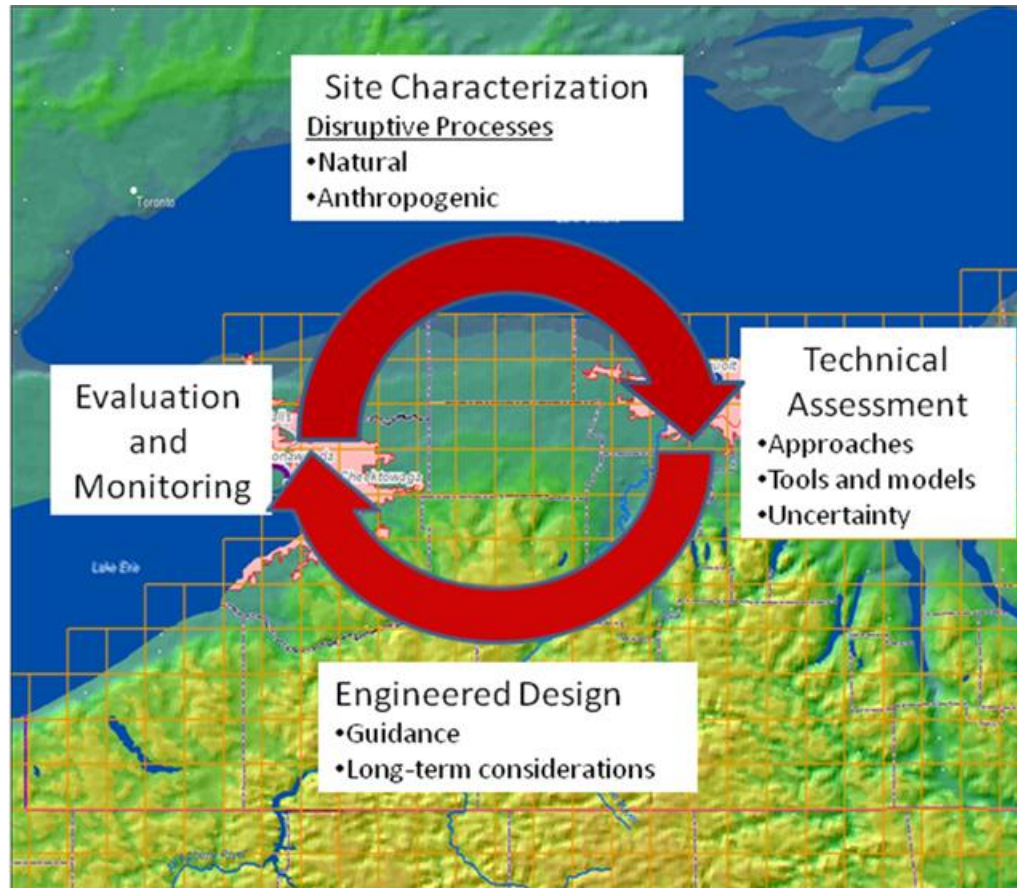 Site Characterization
Disruptive Processes
•Natural
•Anthropogenic
Toronto
Evaluation
and
Monitoring
Technical
Assessment
•Approaches
•Tools and models
•Uncertainty
Cheektowaga
Lake Erie
Engineered Design
•Guidance
•Long-term considerations